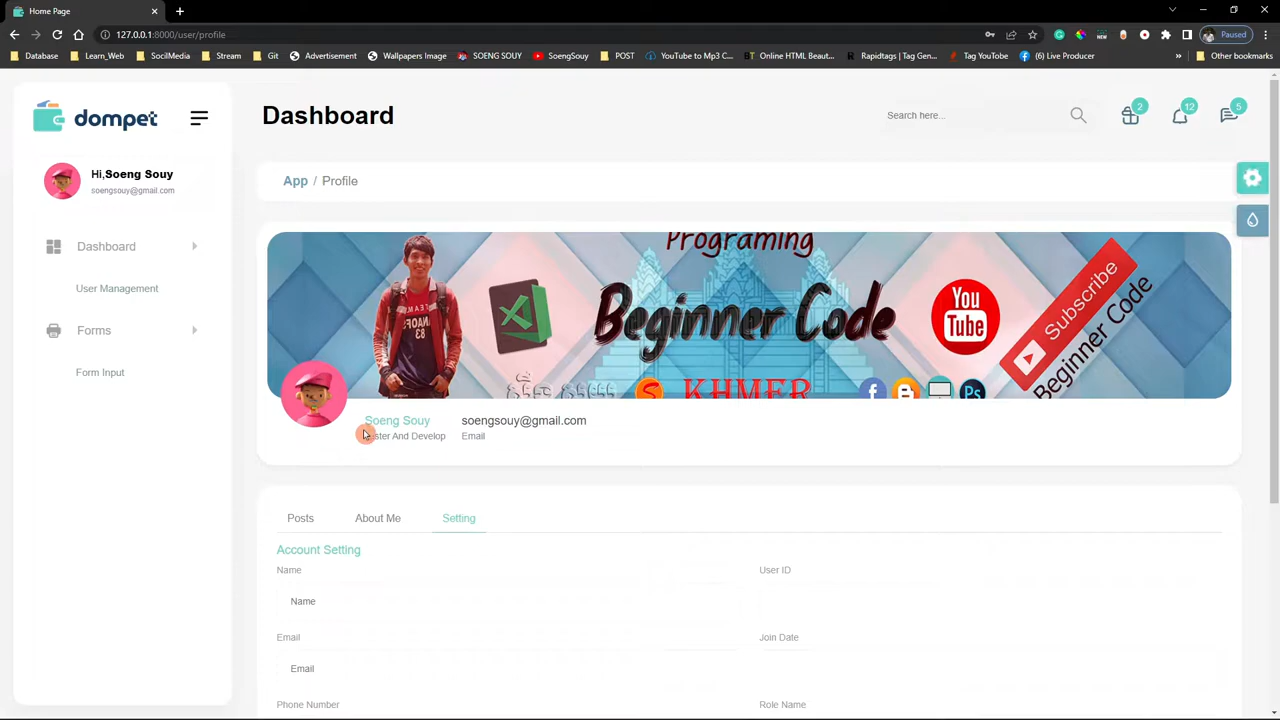 Home Page
127.0.0.1:8000/user/profile
Paused
Database
Learn_Web
SocilMedia
Stream
Git
Advertisement
Wallpapers Image
SOENG SOUY
SoengSouy
POST
YouTube to Mp3 C...
Online HTML Beau...
Rapidtags | Tag Gen...
Tag YouTube
(6) Live Producer
Other bookmarks
dompet
Dashboard
Search here...
2
12
5
Hi,Soeng Souy
soengsouy@gmail.com
App / Profile
Dashboard
User Management
Forms
Form Input
Programing
Beginner Code
You
Tube
Subscribe
Beginner Code
KHMER
Soeng Souy
And Develop
soengsouy@gmail.com
Email
Posts
About Me
Setting
Account Setting
Name
User ID
Name
Email
Join Date
Email
Phone Number
Role Name